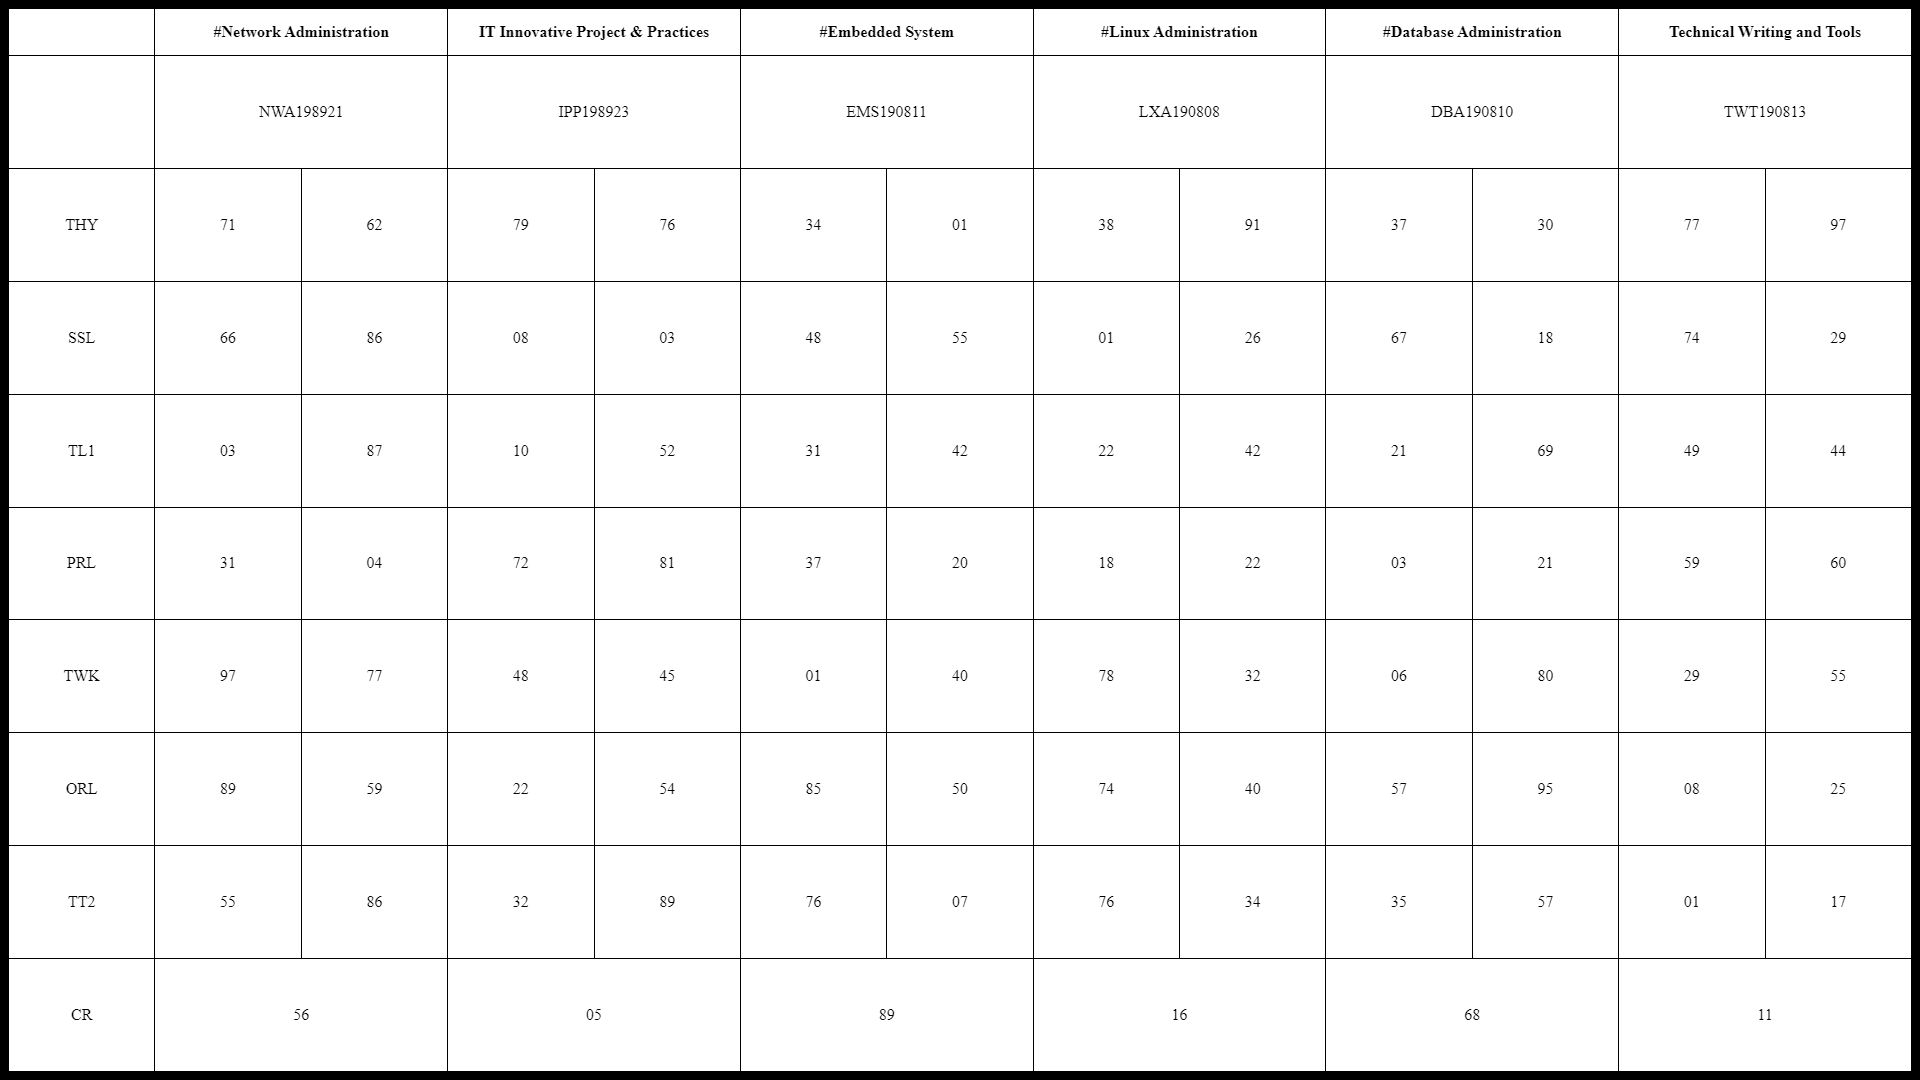 #Network Administration IT Innovative Project & Practices #Embedded System #Linux Administration #Database Administration Technical Writing and Tools
NWA198921 IPP198923 EMS190811 LXA190808 DBA190810 TWT190813
THY 71 62 79 76 34 01 38 91 37 30 77 97
SSL 66 86 08 03 48 55 01 26 67 18 74 29
TL1 03 87 10 52 31 42 22 42 21 69 49 44
PRL 31 04 72 81 37 20 18 22 03 21 59 60
TWK 97 77 48 45 01 40 78 32 06 80 29 55
ORL 89 59 22 54 85 50 74 40 57 95 08 25
TT2 55 86 32 89 76 07 76 34 35 57 01 17
CR 56 05 89 16 68 11